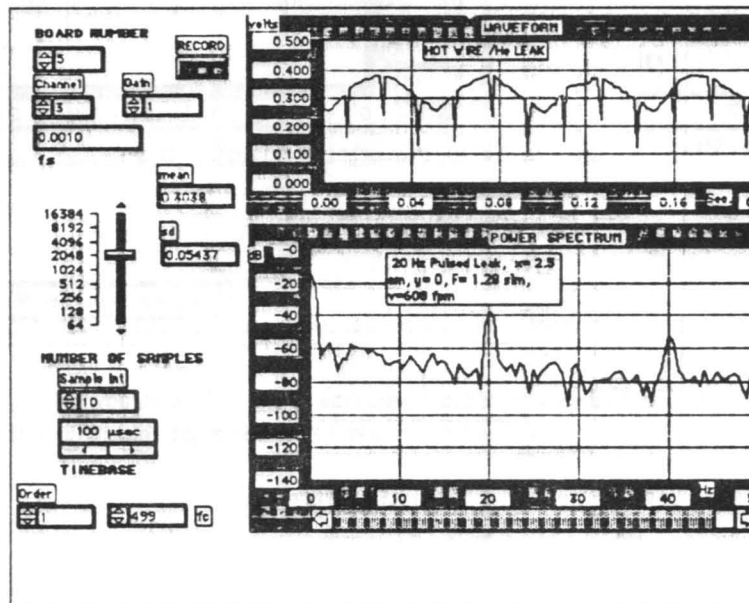 BOARD NUMBER
5
RECORD
Channel
3
Gain
1
0.0010
fs
mean
0.3038
sd
0.05437
16384
8192
4096
2048
1024
512
256
128
64
NUMBER OF SAMPLES
Sample Int
10
100 µsec
TIMEBASE
Order
1
499
fc
volts
WAVEFORM
HOT WIRE /He LEAK
0.500
0.400
0.300
0.200
0.100
0.000
0.00 0.04 0.08 0.12 0.16 Sec.
POWER SPECTRUM
dB
20 Hz Pulsed Leak, x= 2.5
cm, y= 0, F= 1.28 slm,
v=608 fpm
-0
-20
-40
-60
-80
-100
-120
-140
0 10 20 30 40 Hz